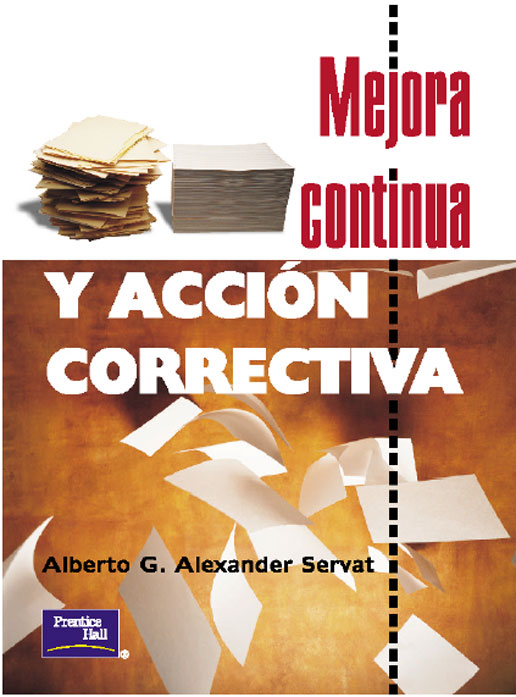 Mejora
continua
Y ACCIÓN
CORRECTIVA
Alberto G. Alexander Servat
Prentice
Hall
®